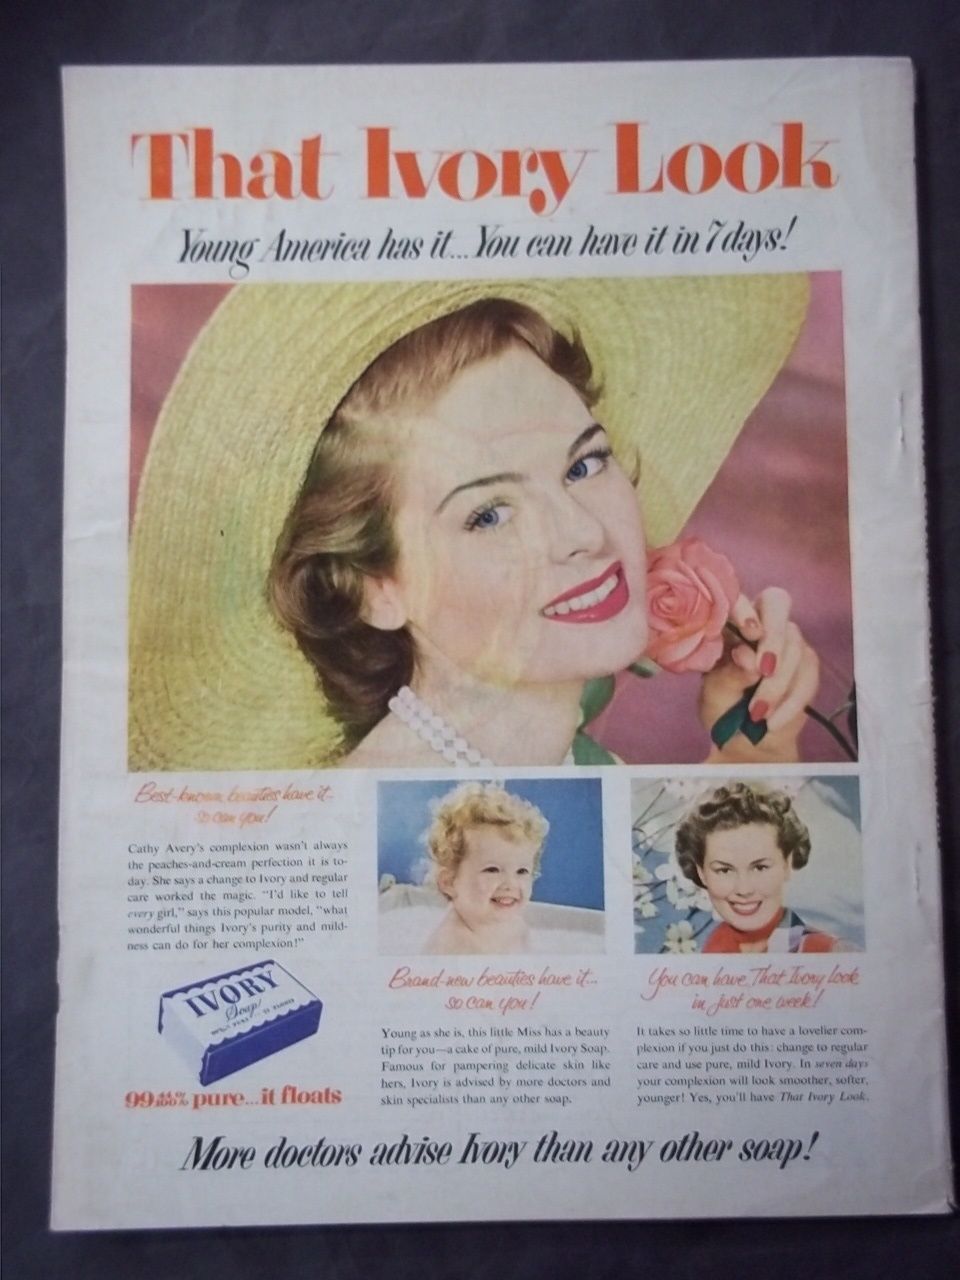 That Ivory Look
Young America has it... You can have it in 7 days!
Best-known beauties have it..
so can you!
Cathy Avery's complexion wasn't always
the peaches-and-cream perfection it is to-
day. She says a change to Ivory and regular
care worked the magic. "I'd like to tell
every girl," says this popular model, "what
wonderful things Ivory's purity and mild-
ness can do for her complexion!"
IVORY
Soap
99 44/100% PURE... IT FLOATS
99 44/100% pure...it floats
Brand-new beauties have it...
so can you!
Young as she is, this little Miss has a beauty
tip for you—a cake of pure, mild Ivory Soap.
Famous for pampering delicate skin like
hers, Ivory is advised by more doctors and
skin specialists than any other soap.
You can have That Ivory Look
in just one week!
It takes so little time to have a lovelier com-
plexion if you just do this: change to regular
care and use pure, mild Ivory. In seven days
your complexion will look smoother, softer,
younger! Yes, you'll have That Ivory Look.
More doctors advise Ivory than any other soap!